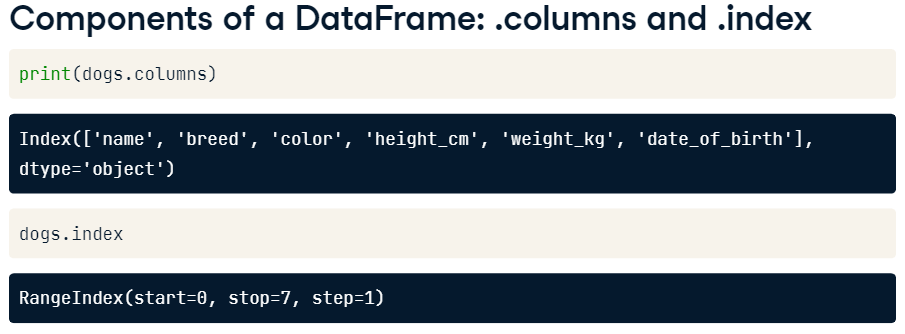 Components of a DataFrame: .columns and .index
print(dogs.columns)
Index(['name', 'breed', 'color', 'height_cm', 'weight_kg', 'date_of_birth'],
dtype='object')
dogs.index
RangeIndex(start=0, stop=7, step=1)